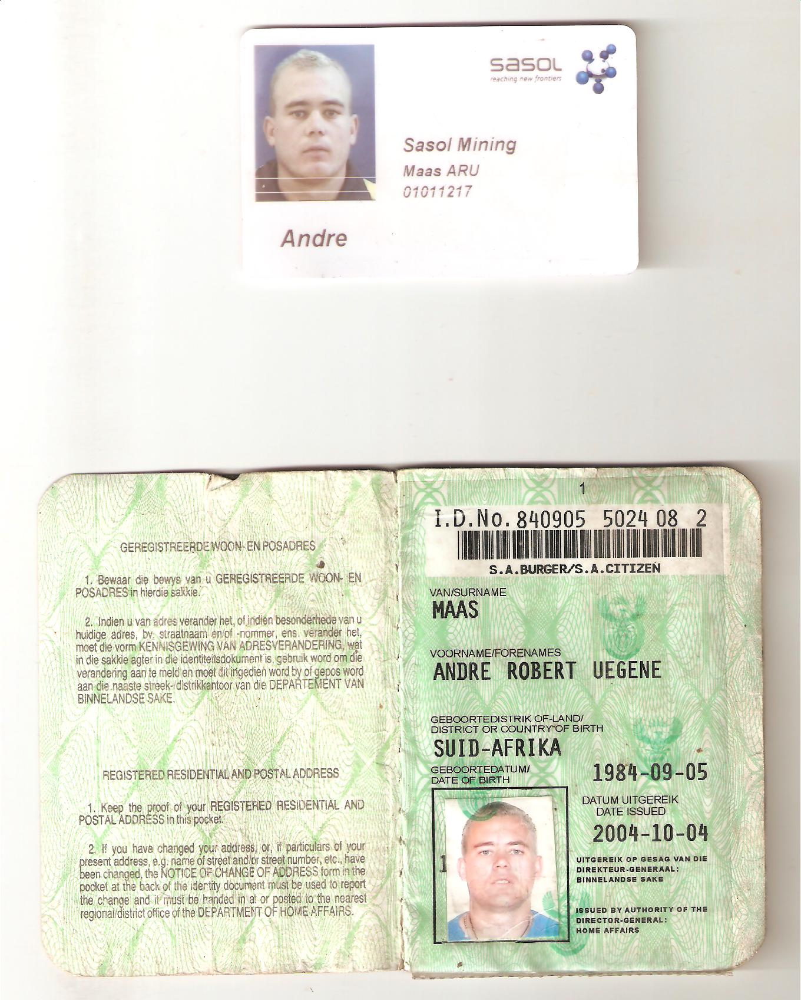 sasol
reaching new frontiers
Sasol Mining
Maas ARU
01011217
Andre
GEREGISTREERDE WOON- EN POSADRES
1. Bewaar die bewys van u GEREGISTREERDE WOON- EN
POSADRES in hierdie sakkie.
2. Indien u van adres verander het, of indien besonderhede van u
huidige adres, bv. straatnaam en/of -nommer, ens. verander het,
moet die vorm KENNISGEWING VAN ADRESVERANDERING, wat
in die sakkie agter in die identiteitsdokument is, gebruik word om die
verandering aan te meld en moet dit ingedien word by of gepos word
aan die naaste streek-/distrikkantoor van die DEPARTEMENT VAN
BINNELANDSE SAKE.
REGISTERED RESIDENTIAL AND POSTAL ADDRESS
1. Keep the proof of your REGISTERED RESIDENTIAL AND
POSTAL ADDRESS in this pocket.
2. If you have changed your address, or, if particulars of your
present address, e.g. name of street and/or street number, etc., have
been changed, the NOTICE OF CHANGE OF ADDRESS form in the
pocket at the back of the identity document must be used to report
the change and it must be handed in at or posted to the nearest
regional/district office of the DEPARTMENT OF HOME AFFAIRS.
1
I.D.No. 840905 5024 08 2
S.A.BURGER/S.A.CITIZEN
VAN/SURNAME
MAAS
VOORNAME/FORENAMES
ANDRE ROBERT UEGENE
GEBOORTEDISTRIK OF-LAND/
DISTRICT OR COUNTRY OF BIRTH
SUID-AFRIKA
GEBOORTEDATUM/
DATE OF BIRTH
1984-09-05
DATUM UITGEREIK
DATE ISSUED
2004-10-04
UITGEREIK OP GESAG VAN DIE
DIREKTEUR-GENERAAL:
BINNELANDSE SAKE
ISSUED BY AUTHORITY OF THE
DIRECTOR-GENERAL:
HOME AFFAIRS